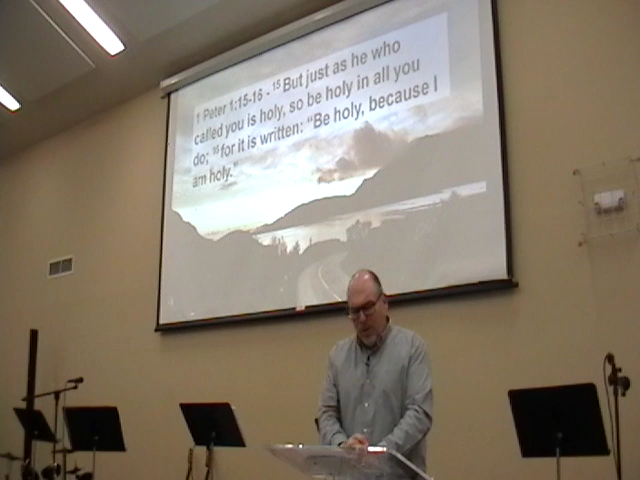 1 Peter 1:15-16 - 15 But just as he who
called you is holy, so be holy in all you
do; 16 for it is written: “Be holy, because I
am holy.”